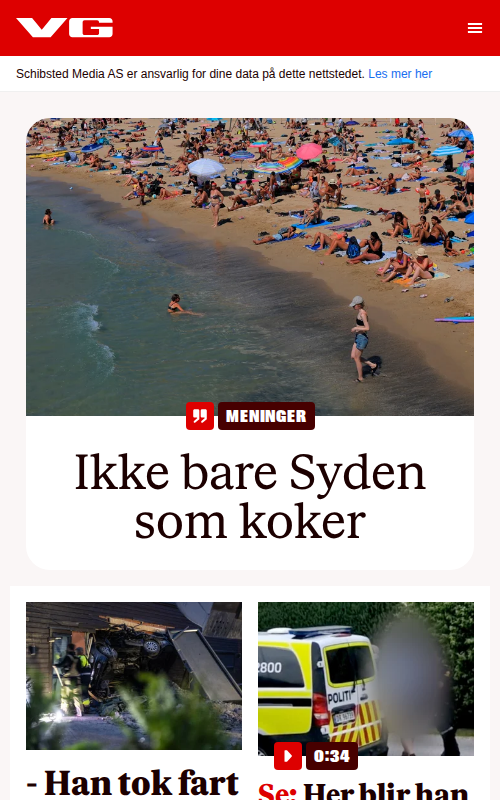 VG
Schibsted Media AS er ansvarlig for dine data på dette nettstedet. Les mer her
MENINGER
Ikke bare Syden
som koker
2800
POLITI
0:34
- Han tok fart
Se: Her blir han